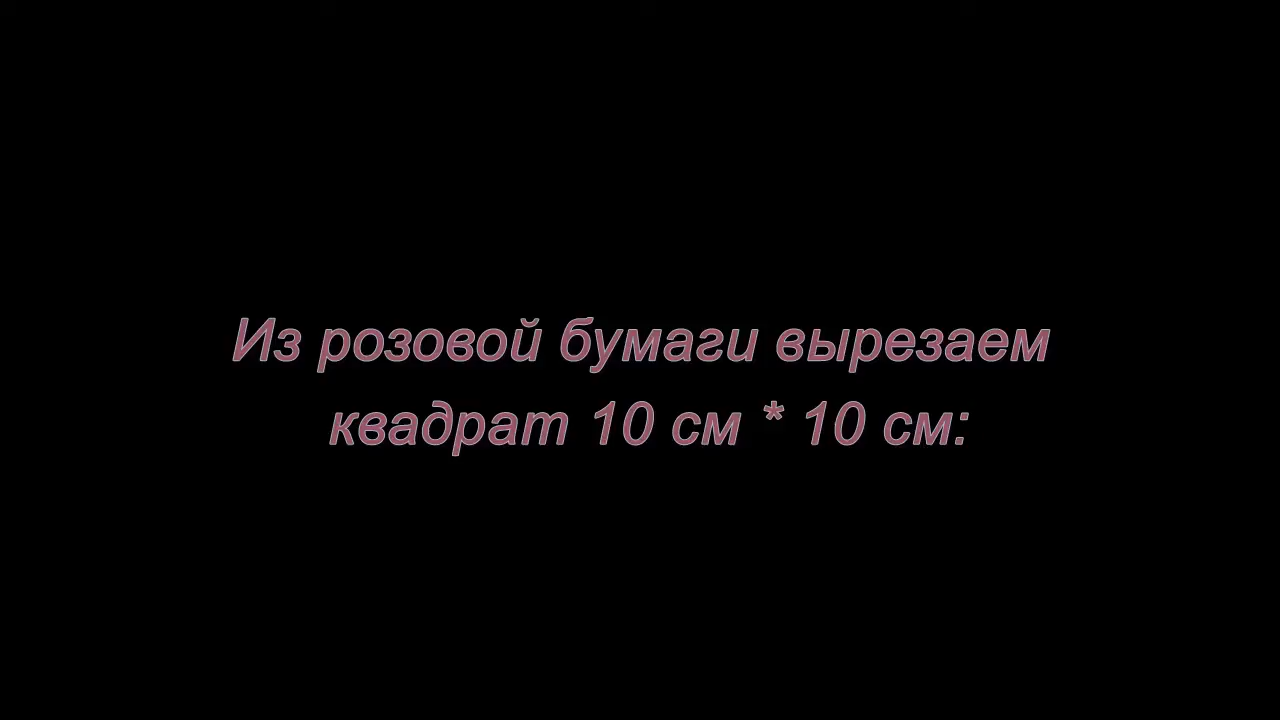 Из розовой бумаги вырезаем
квадрат 10 см * 10 см: